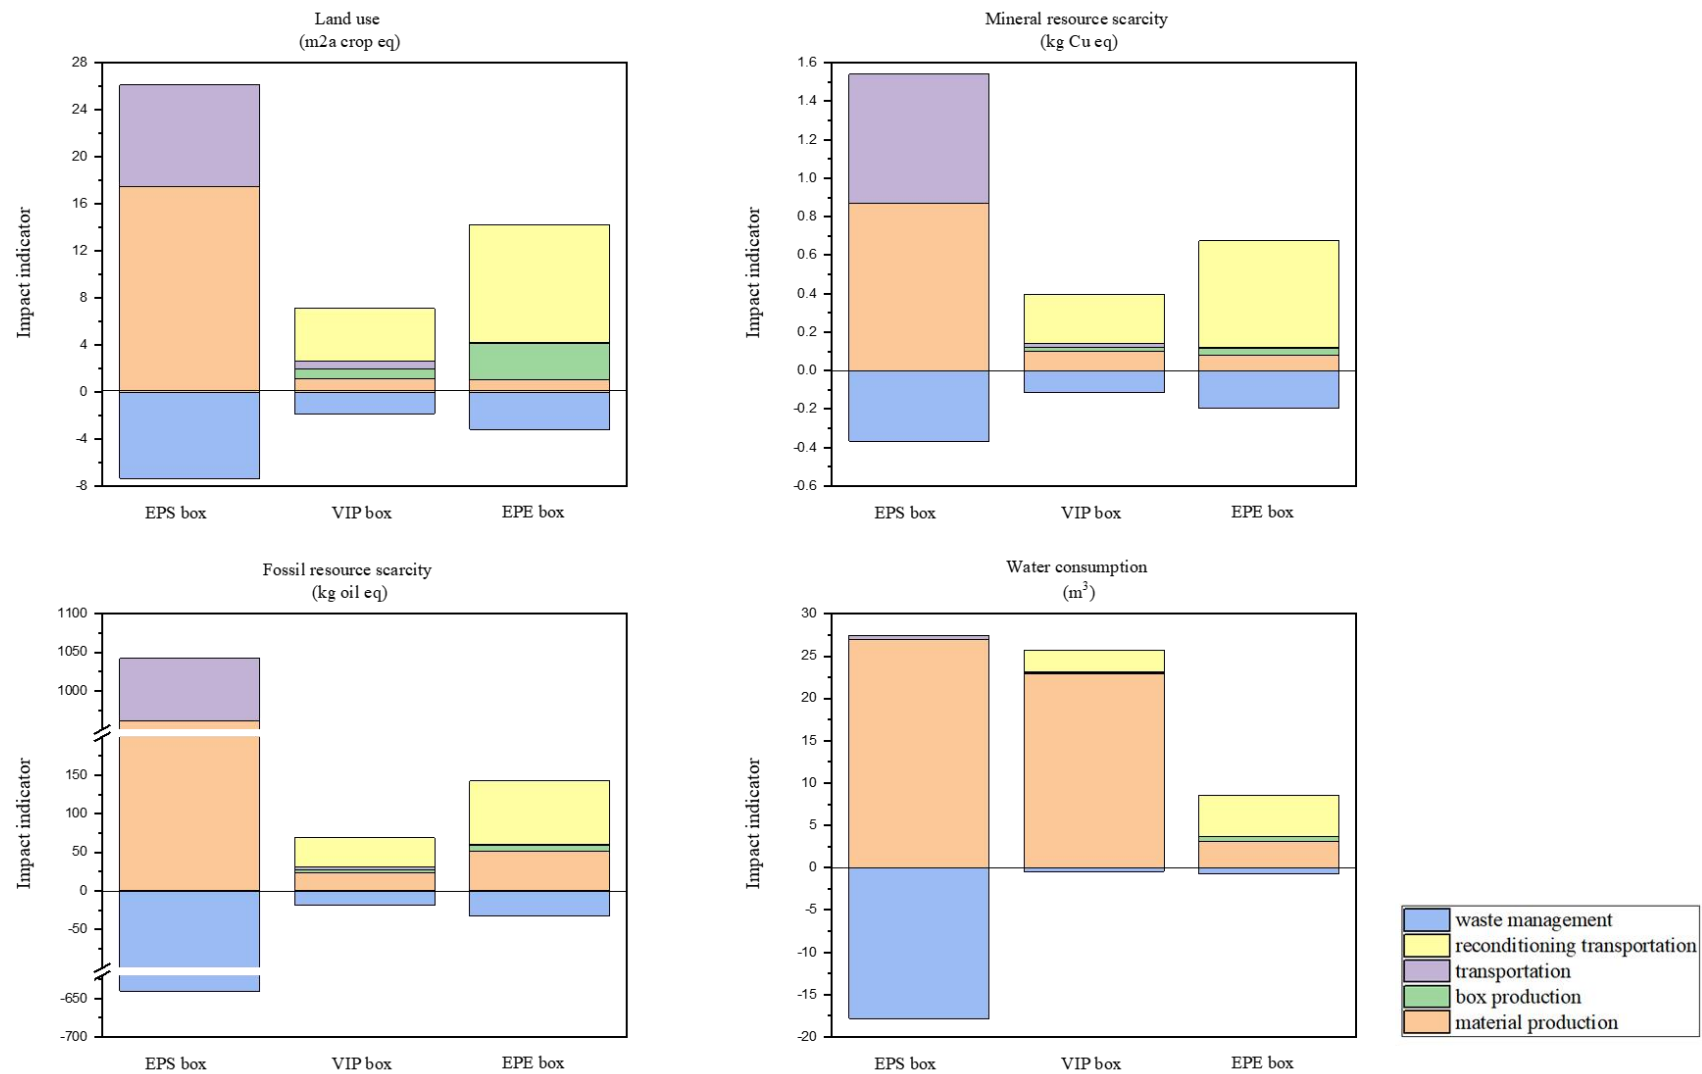 Land use
(m2a crop eq)
28
24
20
16
12
8
4
0
-4
-8
Impact indicator
EPS box
VIP box
EPE box
Mineral resource scarcity
(kg Cu eq)
1.6
1.4
1.2
1.0
0.8
0.6
0.4
0.2
0.0
-0.2
-0.4
-0.6
Impact indicator
EPS box
VIP box
EPE box
Fossil resource scarcity
(kg oil eq)
1100
1050
1000
150
100
50
0
-50
-650
-700
Impact indicator
EPS box
VIP box
EPE box
Water consumption
(m³)
30
25
20
15
10
5
0
-5
-10
-15
-20
Impact indicator
EPS box
VIP box
EPE box
waste management
reconditioning transportation
transportation
box production
material production